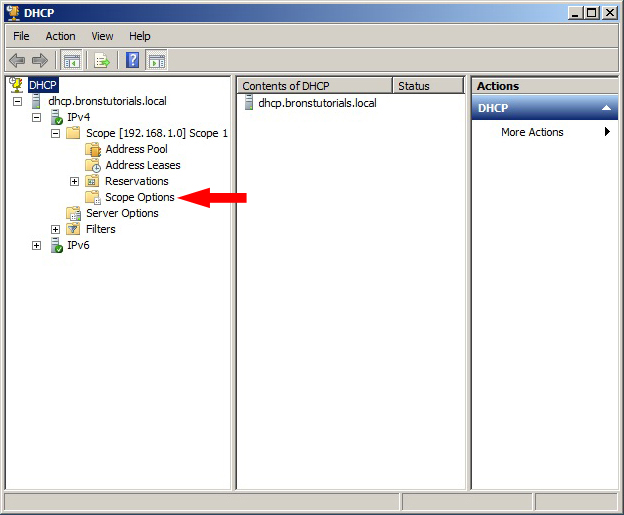 DHCP
File Action View Help
DHCP
dhcp.bronstutorials.local
IPv4
Scope [192.168.1.0] Scope 1
Address Pool
Address Leases
Reservations
Scope Options
Server Options
Filters
IPv6
Contents of DHCP Status
dhcp.bronstutorials.local
Actions
DHCP
More Actions